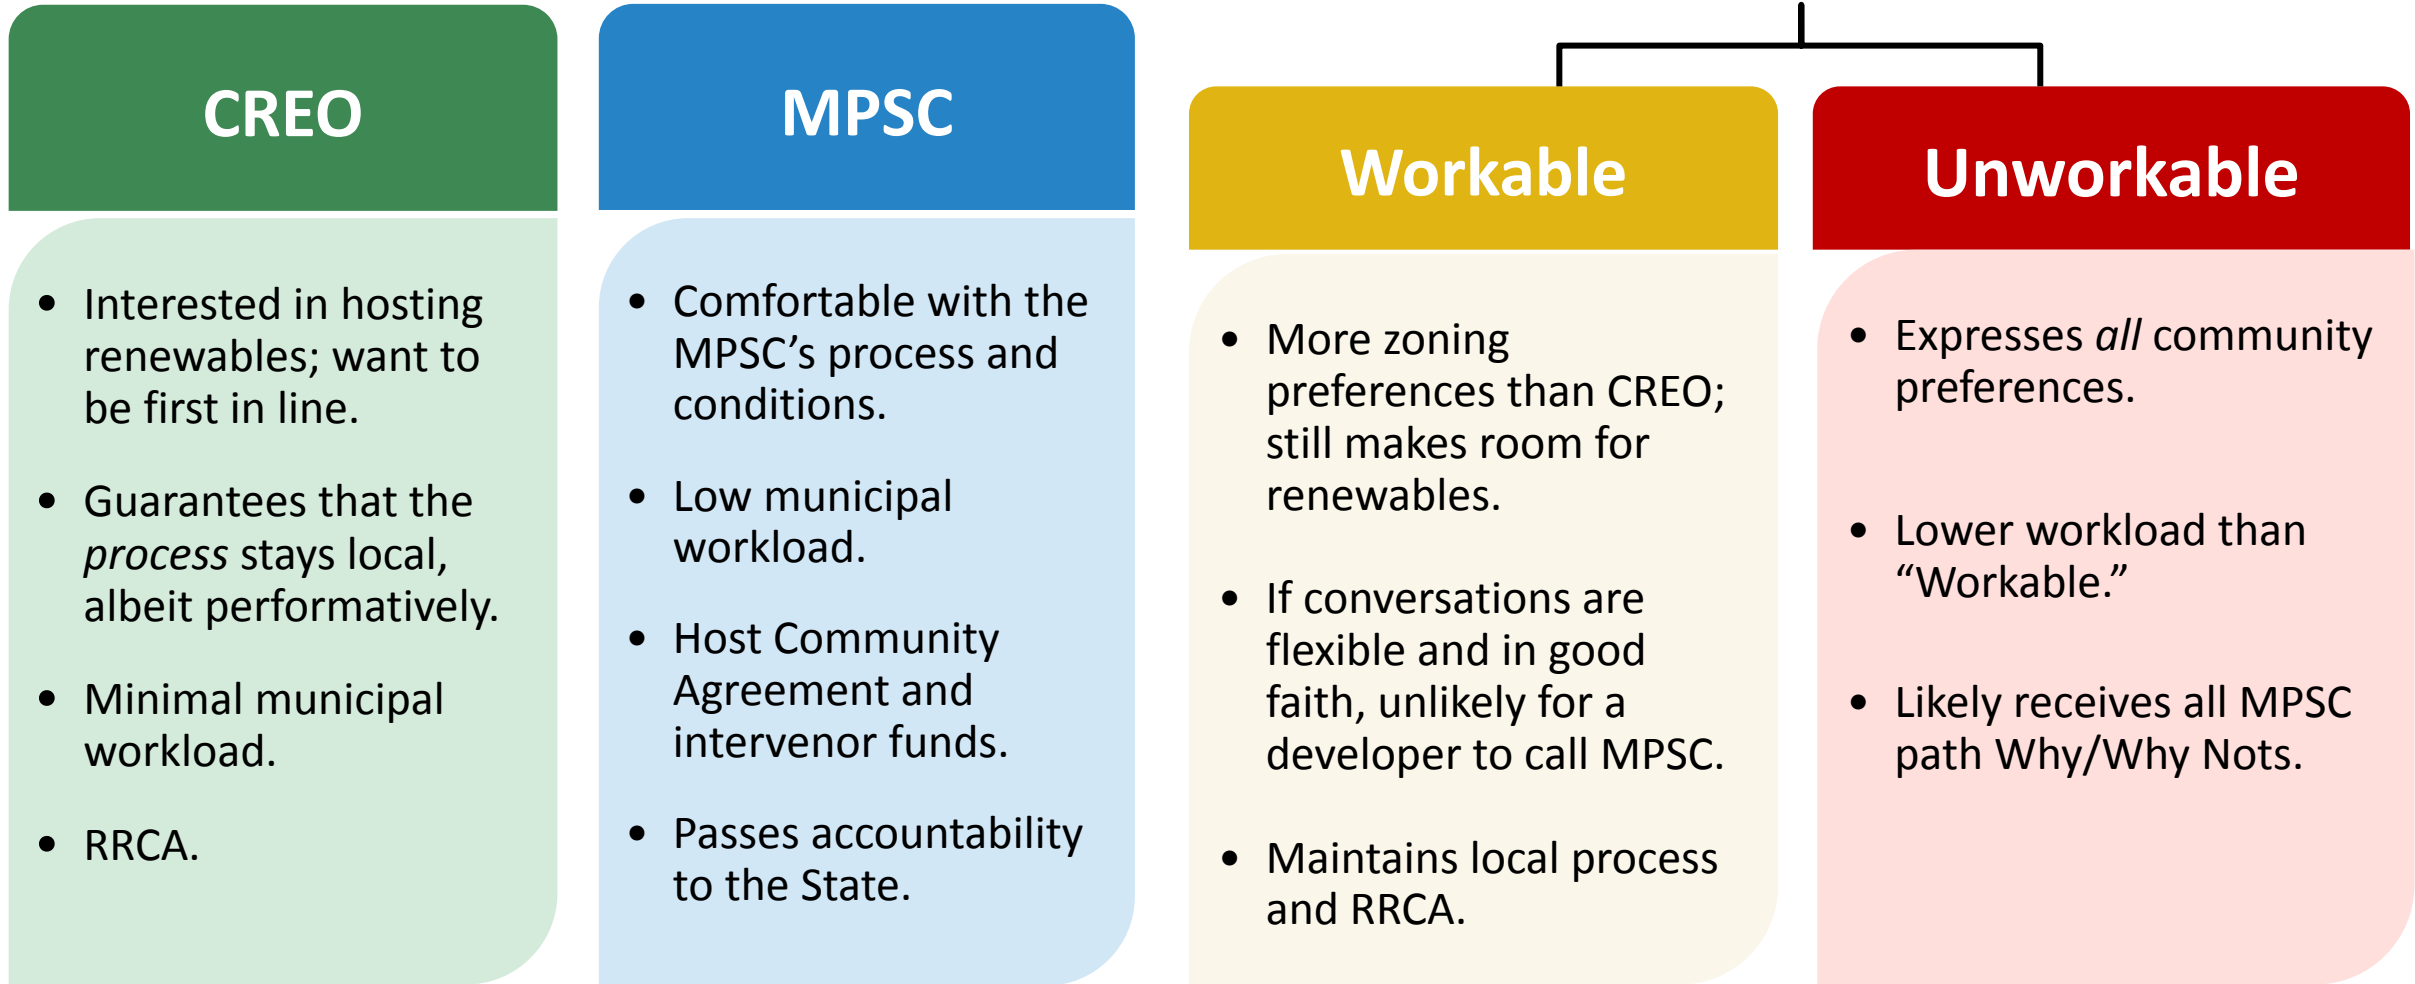 CREO
• Interested in hosting
renewables; want to
be first in line.
• Guarantees that the
process stays local,
albeit performatively.
• Minimal municipal
workload.
• RRCA.
MPSC
• Comfortable with the
MPSC’s process and
conditions.
• Low municipal
workload.
• Host Community
Agreement and
intervenor funds.
• Passes accountability
to the State.
Workable
• More zoning
preferences than CREO;
still makes room for
renewables.
• If conversations are
flexible and in good
faith, unlikely for a
developer to call MPSC.
• Maintains local process
and RRCA.
Unworkable
• Expresses all community
preferences.
• Lower workload than
“Workable.”
• Likely receives all MPSC
path Why/Why Nots.